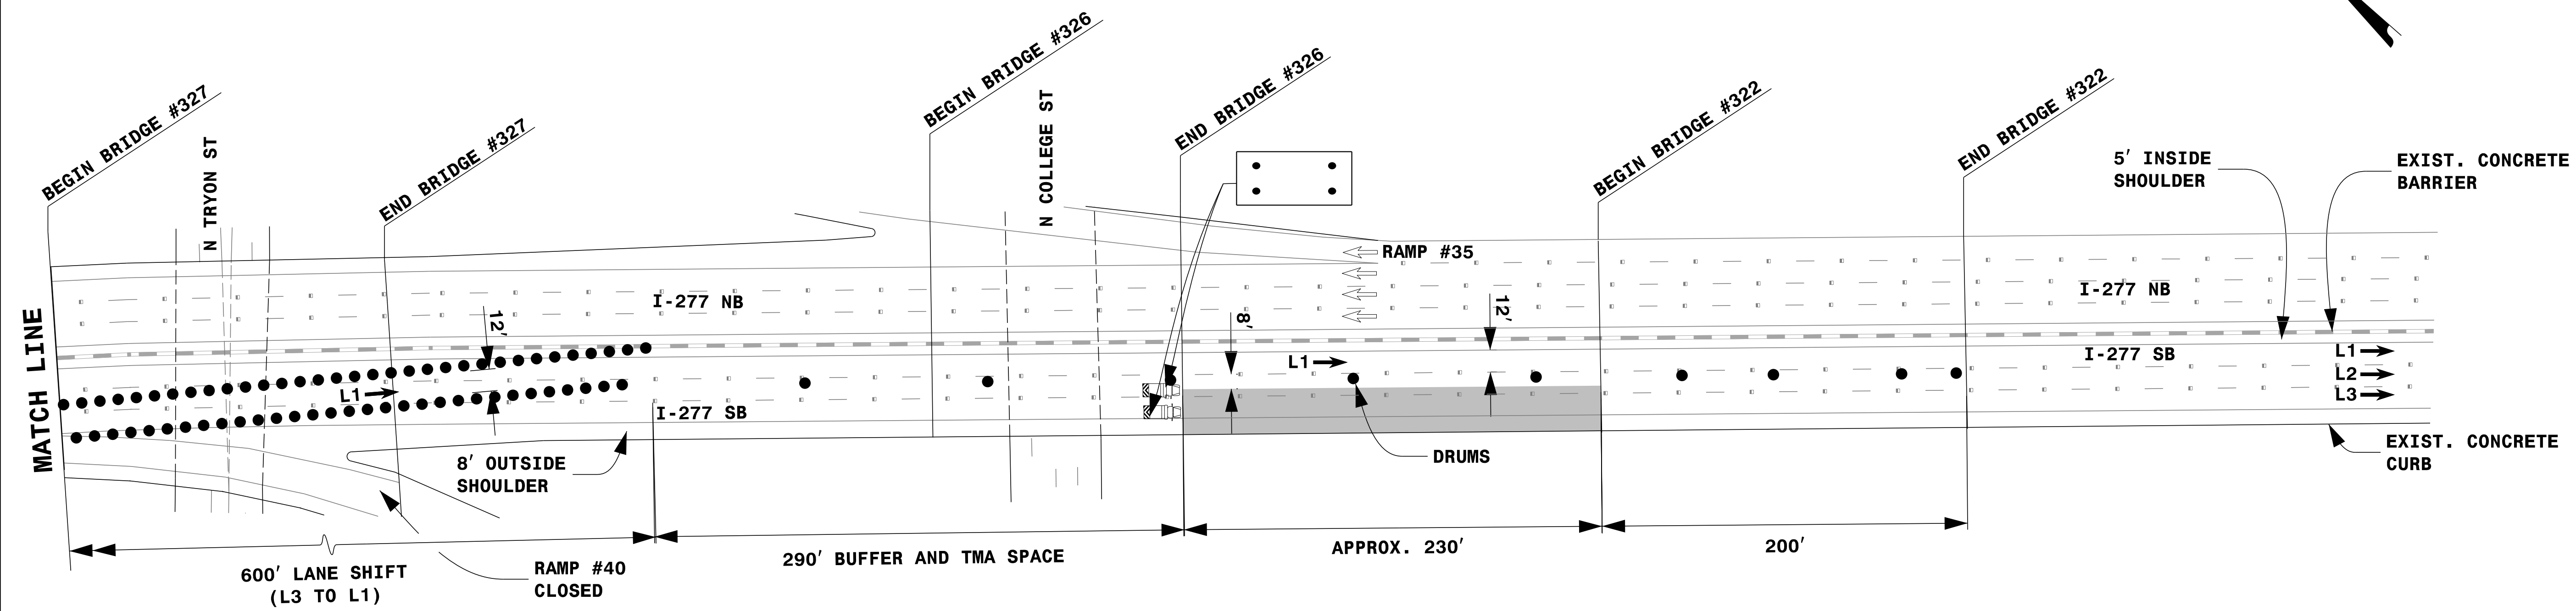 BEGIN BRIDGE #327
N TRYON ST
END BRIDGE #327
BEGIN BRIDGE #326
N COLLEGE ST
END BRIDGE #326
BEGIN BRIDGE #322
END BRIDGE #322
5' INSIDE
SHOULDER
EXIST. CONCRETE
BARRIER
RAMP #35
I-277 NB
I-277 NB
MATCH LINE
12'
8'
12'
L1
L1
I-277 SB
I-277 SB
L1
L2
L3
8' OUTSIDE
SHOULDER
DRUMS
EXIST. CONCRETE
CURB
600' LANE SHIFT
(L3 TO L1)
RAMP #40
CLOSED
290' BUFFER AND TMA SPACE
APPROX. 230'
200'